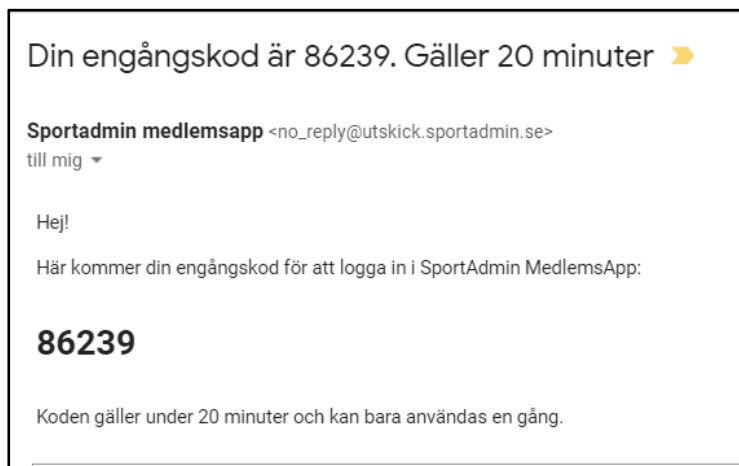 Din engångskod är 86239. Gäller 20 minuter
Sportadmin medlemsapp <no_reply@utskick.sportadmin.se>
till mig
Hej!
Här kommer din engångskod för att logga in i SportAdmin MedlemsApp:
86239
Koden gäller under 20 minuter och kan bara användas en gång.